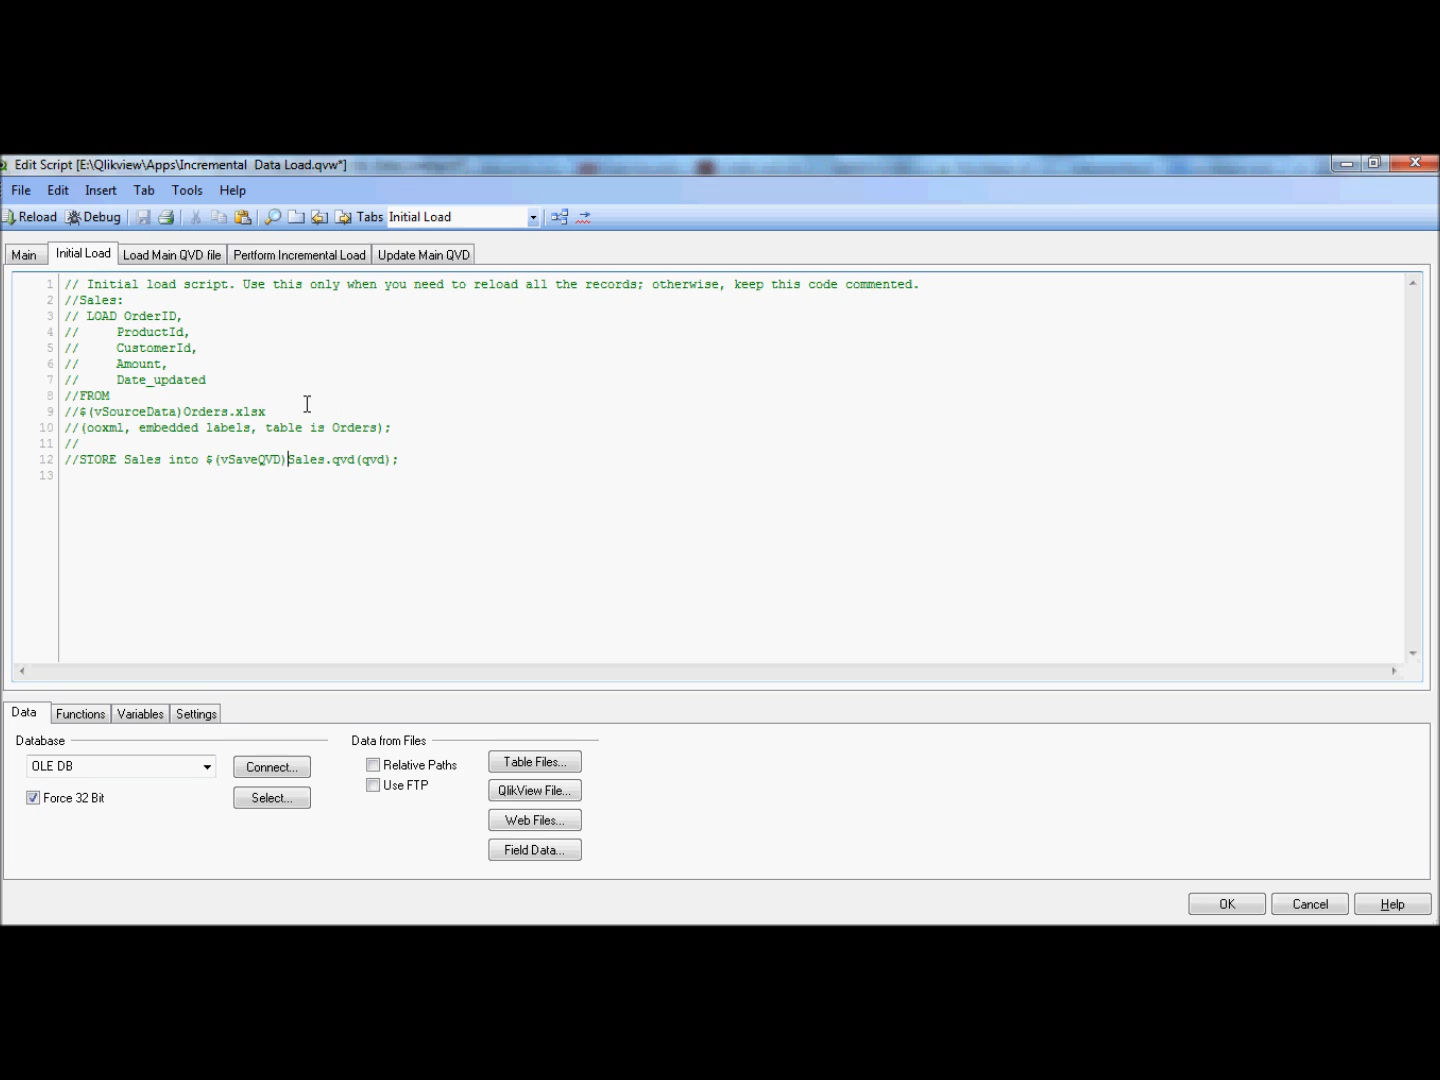 Edit Script [E:\Qlikview\Apps\Incremental  Data Load.qvw*]
File Edit Insert Tab Tools Help
Reload Debug Tabs Initial Load
Main Initial Load Load Main QVD file Pertform Incremental Load Update Main QVD
1 // Initial load script. Use this only when you need to reload all the records; otherwise, keep this code commented.
2 //Sales:
3 // LOAD OrderID,
4 //     ProductId,
5 //     CustomerId,
6 //     Amount,
7 //     Date_updated
8 //FROM
9 //$(vSourceData)Orders.xlsx
10 //(ooxml, embedded labels, table is Orders);
11 //
12 //STORE Sales into $(vSaveQVD)Sales.qvd(qvd);
13
Data Functions Variables Settings
Database Data from Files
OLE DB Connect... Relative Paths Table Files...
Use FTP QlikView File...
Force 32 Bit Select...
Web Files...
Field Data...
OK Cancel Help